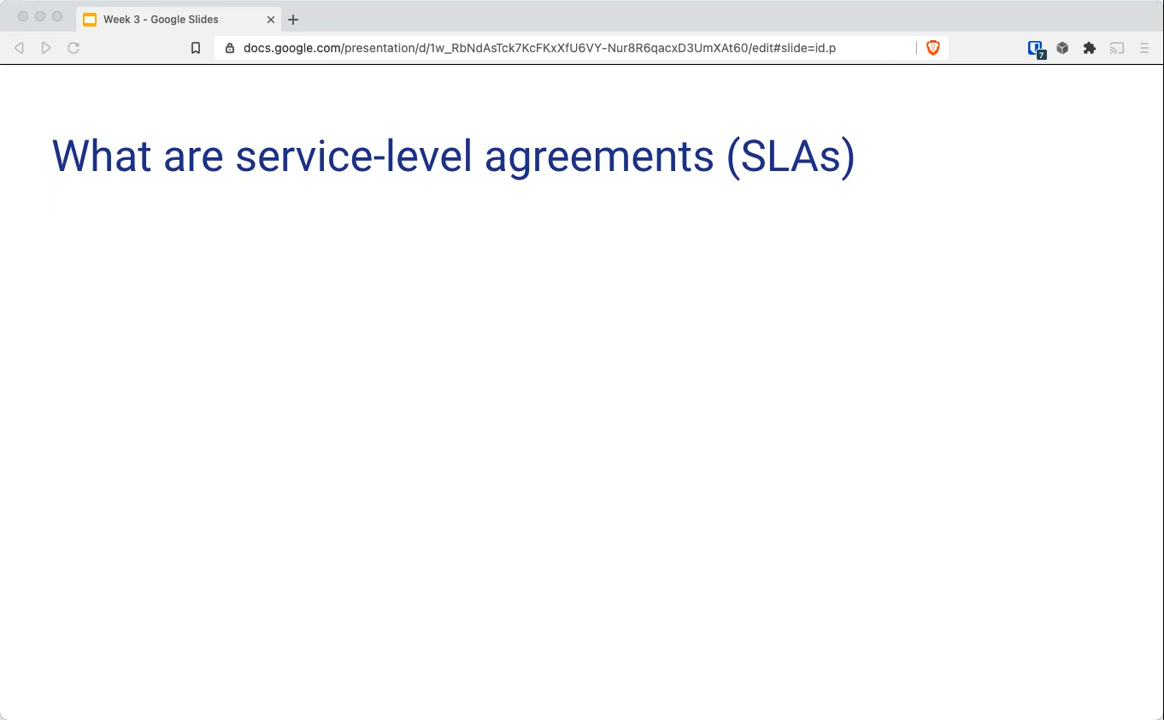 Week 3 - Google Slides
docs.google.com/presentation/d/1w_RbNdAsTck7KcFKxXfU6VY-Nur8R6qacxD3UmXAt60/edit#slide=id.p
7
What are service-level agreements (SLAs)